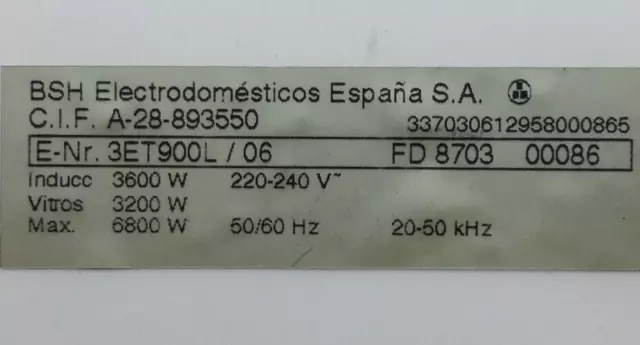 BSH Electrodomésticos España S.A.
C.I.F. A-28-893550 337030612958000865
E-Nr. 3ET900L / 06 FD 8703 00086
Inducc 3600 W 220-240 V~
Vitros 3200 W
Max. 6800 W 50/60 Hz 20-50 kHz